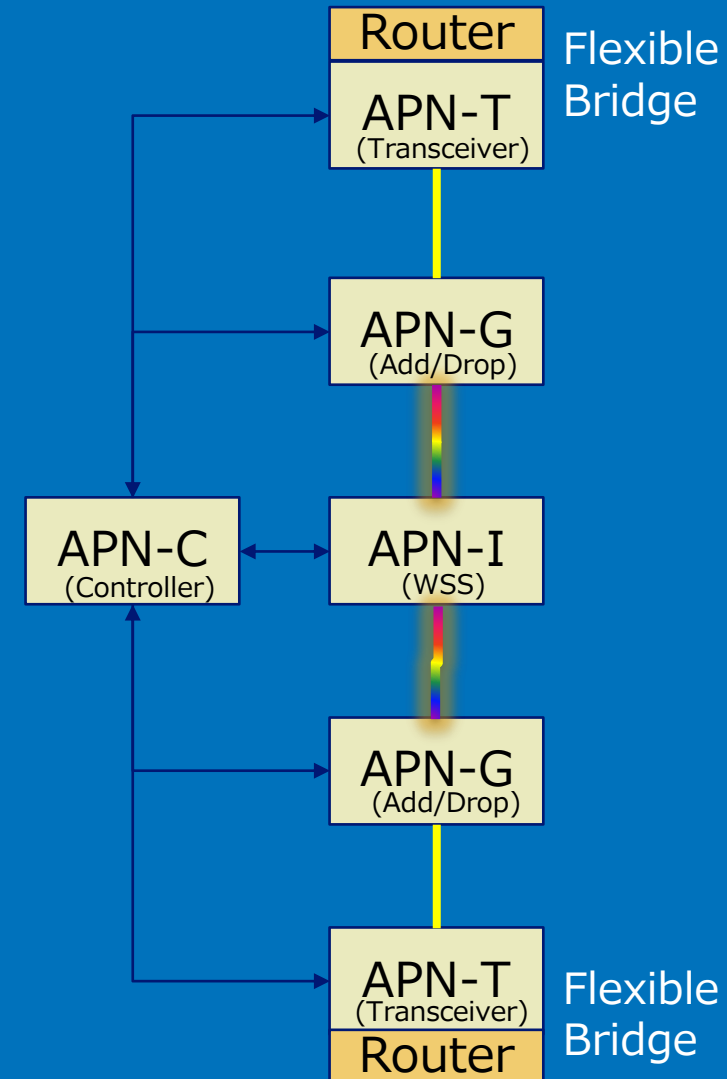 Router
Flexible
Bridge
APN-T
(Transceiver)
APN-G
(Add/Drop)
APN-C
(Controller)
APN-I
(WSS)
APN-G
(Add/Drop)
APN-T
(Transceiver)
Flexible
Bridge
Router